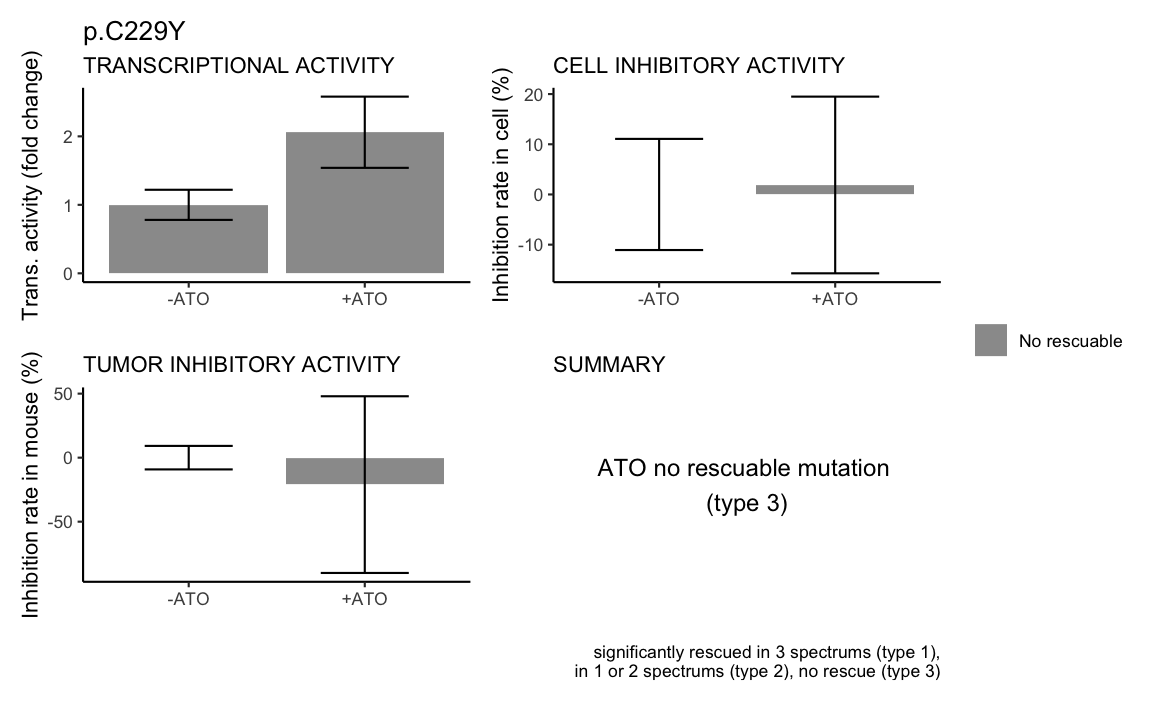 p.C229Y
TRANSCRIPTIONAL ACTIVITY
Trans. activity (fold change)
2
1
0
-ATO
+ATO
CELL INHIBITORY ACTIVITY
Inhibition rate in cell (%)
20
10
0
-10
-ATO
+ATO
No rescuable
TUMOR INHIBITORY ACTIVITY
Inhibition rate in mouse (%)
50
0
-50
-ATO
+ATO
SUMMARY
ATO no rescuable mutation
(type 3)
significantly rescued in 3 spectrums (type 1),
in 1 or 2 spectrums (type 2), no rescue (type 3)